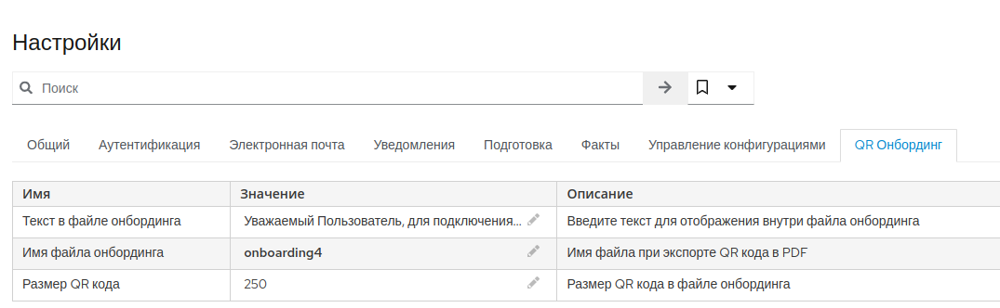 Настройки
Поиск
Общий Аутентификация Электронная почта Уведомления Подготовка Факты Управление конфигурациями QR Онбординг
Имя Значение Описание
Текст в файле онбординга Уважаемый Пользователь, для подключения... Введите текст для отображения внутри файла онбординга
Имя файла онбординга onboarding4 Имя файла при экспорте QR кода в PDF
Размер QR кода 250 Размер QR кода в файле онбординга